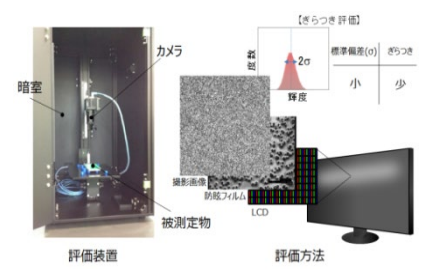 【ぎらつき評価】
カメラ
暗室
度数
2σ
輝度
標準偏差(σ)
ぎらつき
小
少
撮影画像
防眩フィルム
LCD
被測定物
評価装置
評価方法